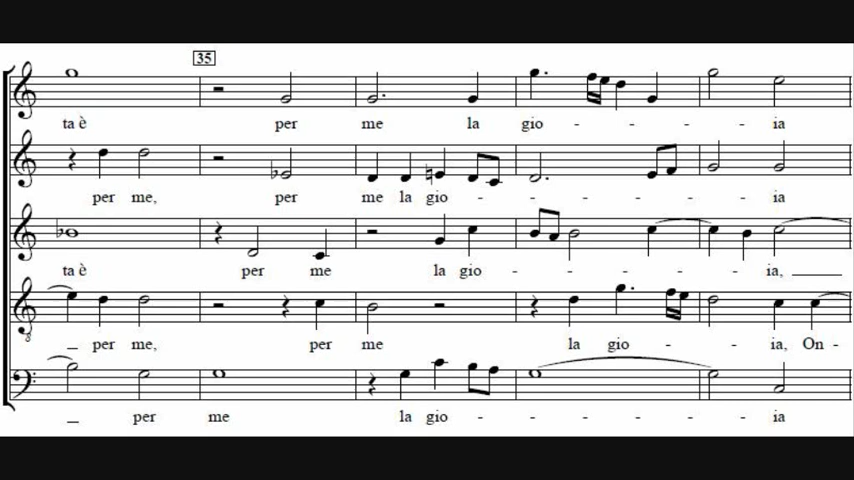 35
ta è per me la gio - - - - ia
per me, per me la gio - - - - - - ia
ta è per me la gio - - - - ia,
per me, per me la gio - - ia, On -
per me la gio - - - - - - ia